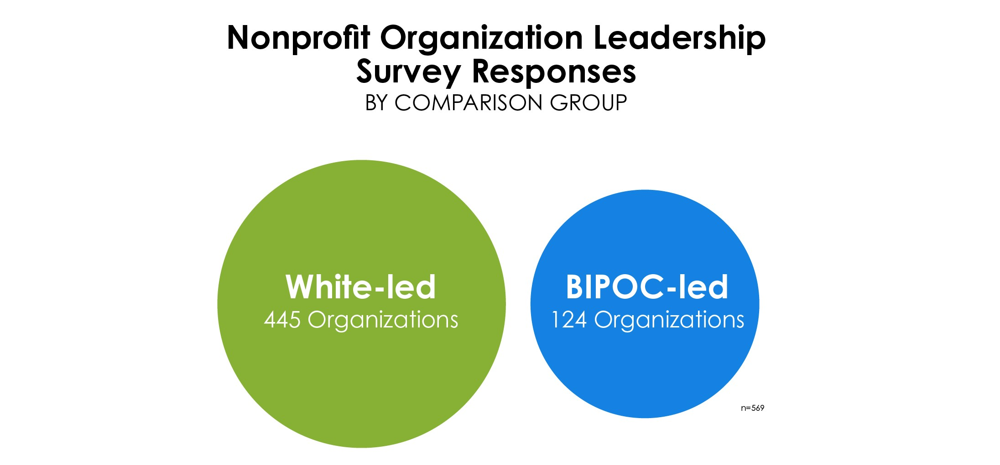 Nonprofit Organization Leadership
Survey Responses
BY COMPARISON GROUP
White-led
445 Organizations
BIPOC-led
124 Organizations
n=569